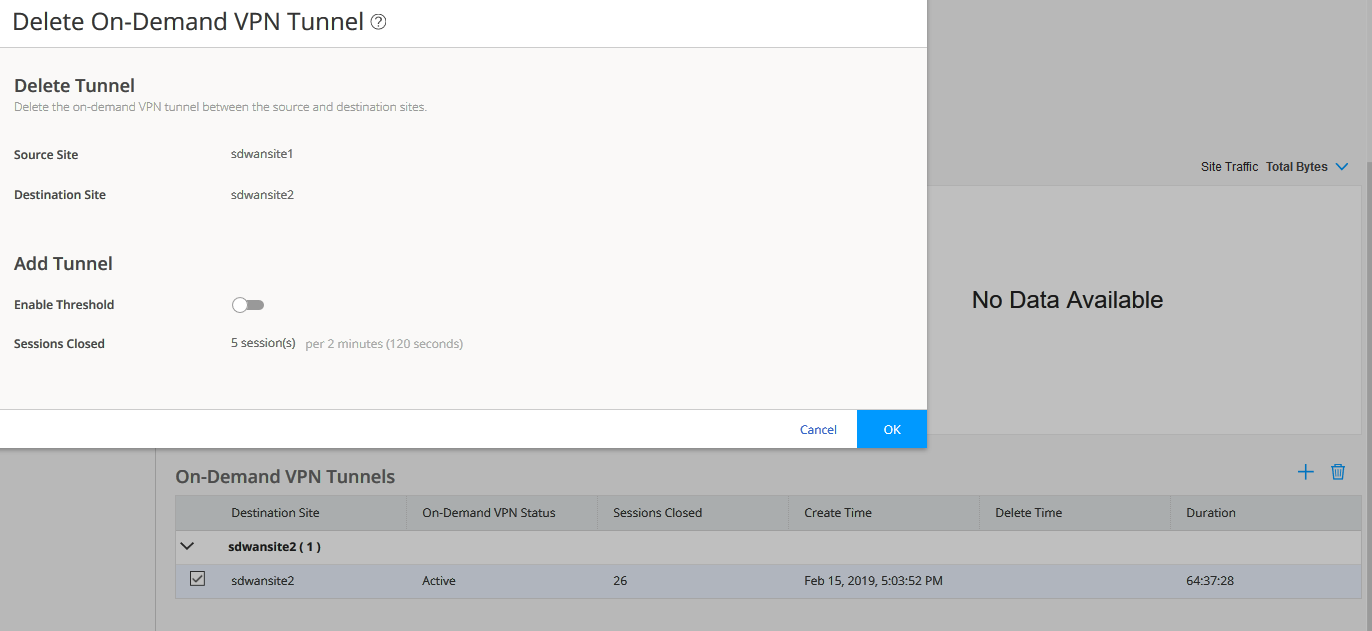 Delete On-Demand VPN Tunnel ?
Delete Tunnel
Delete the on-demand VPN tunnel between the source and destination sites.
Source Site sdwansite1
Destination Site sdwansite2
Add Tunnel
Enable Threshold
Sessions Closed 5 session(s) per 2 minutes (120 seconds)
Cancel OK
Site Traffic Total Bytes
No Data Available
On-Demand VPN Tunnels
Destination Site On-Demand VPN Status Sessions Closed Create Time Delete Time Duration
sdwansite2 ( 1 )
sdwansite2 Active 26 Feb 15, 2019, 5:03:52 PM 64:37:28